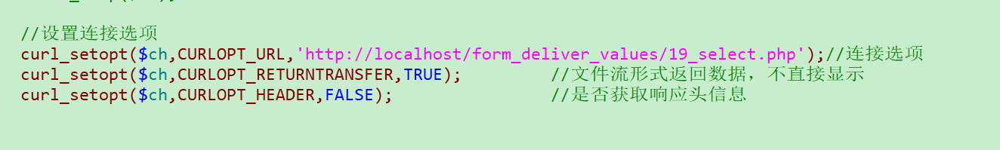 //设置连接选项
curl_setopt($ch,CURLOPT_URL,'http://localhost/form_deliver_values/19_select.php');//连接选项
curl_setopt($ch,CURLOPT_RETURNTRANSFER,TRUE); //文件流形式返回数据，不直接显示
curl_setopt($ch,CURLOPT_HEADER,FALSE); //是否获取响应头信息